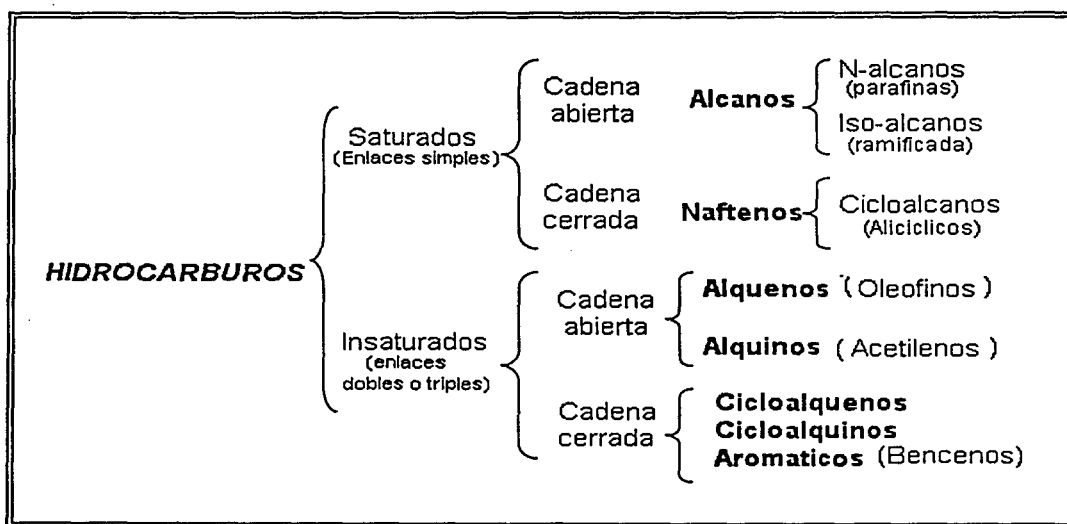 HIDROCARBUROS
Saturados
(Enlaces simples)
Cadena
abierta
Alcanos
N-alcanos
(parafinas)
Iso-alcanos
(ramificada)
Cadena
cerrada
Naftenos
Cicloalcanos
(Aliciclicos)
Insaturados
(enlaces
dobles o triples)
Cadena
abierta
Alquenos (Oleofinos)
Alquinos (Acetilenos)
Cadena
cerrada
Cicloalquenos
Cicloalquinos
Aromaticos (Bencenos)